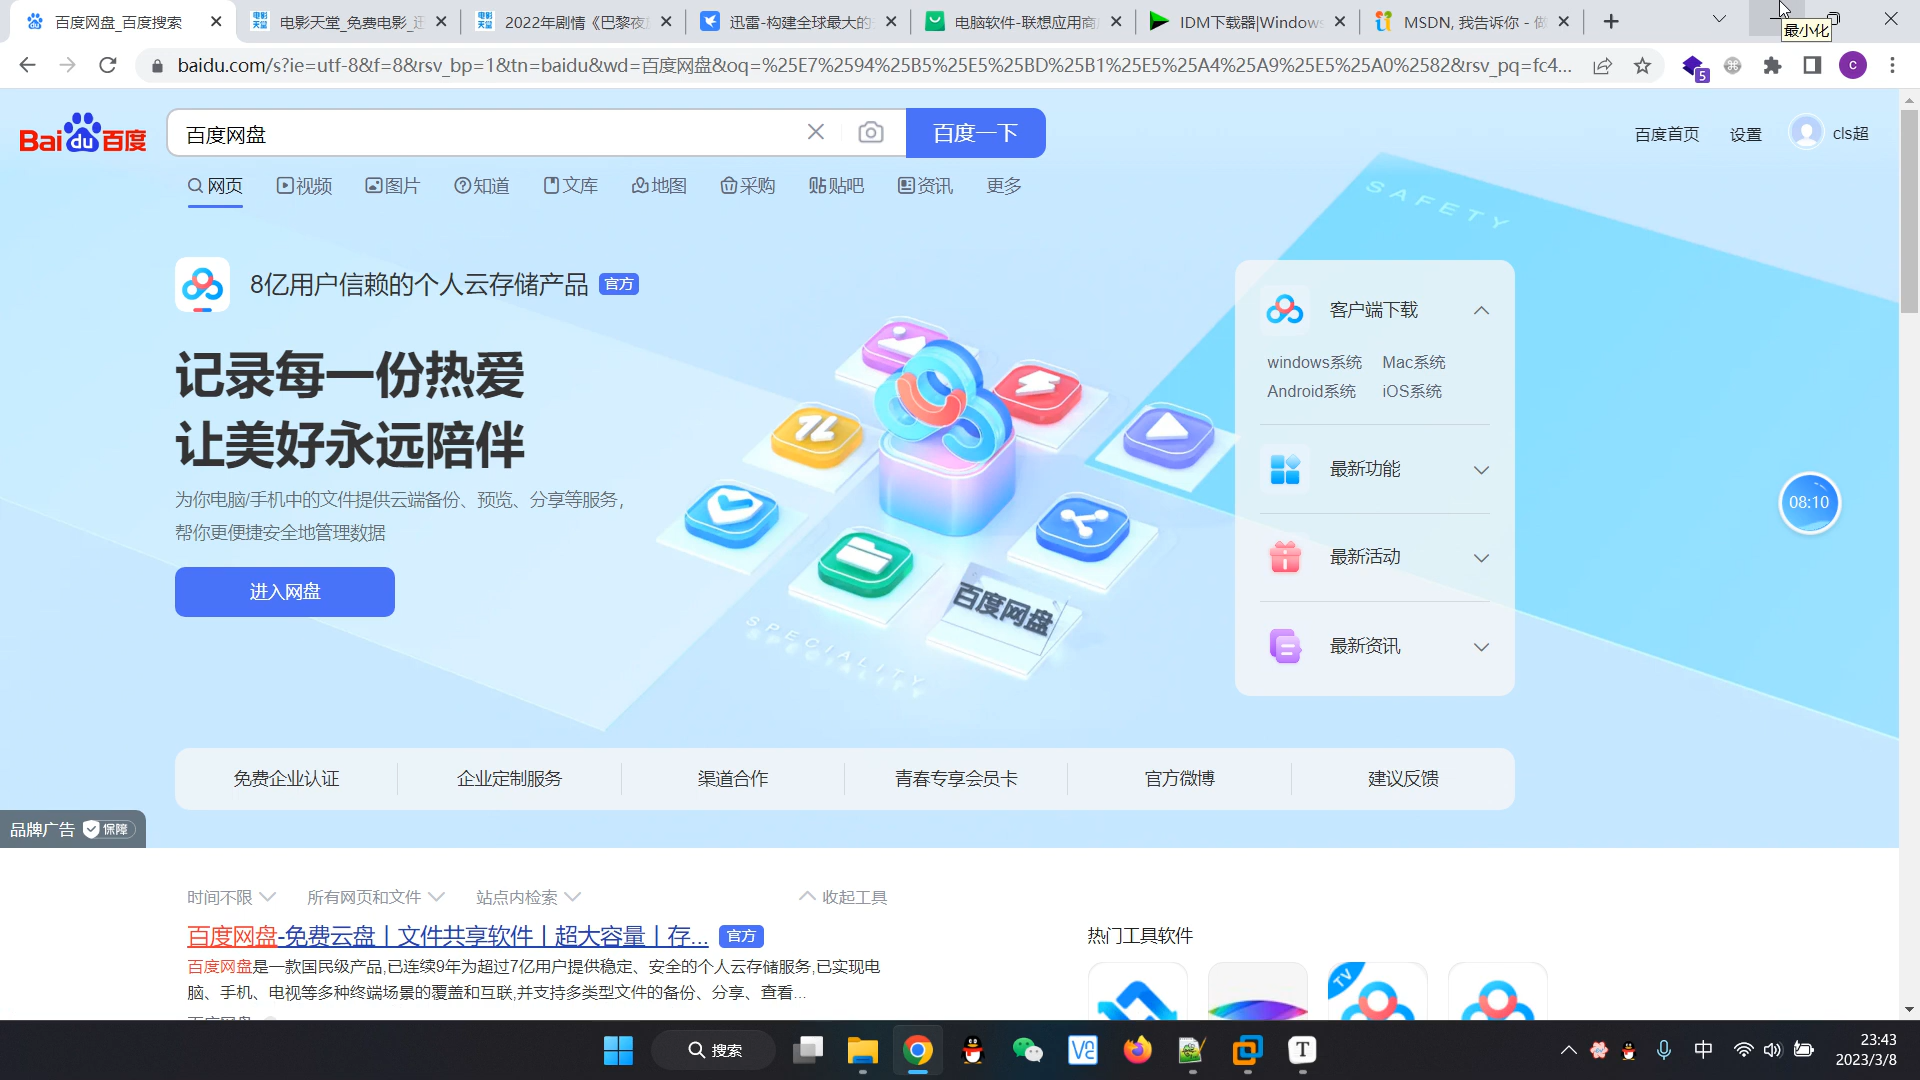 百度网盘_百度搜索
电影天堂_免费电影_迅
2022年剧情《巴黎夜
迅雷-构建全球最大的
电脑软件-联想应用商
IDM下载器|Windows
MSDN, 我告诉你 - 做
最小化
baidu.com/s?ie=utf-8&f=8&rsv_bp=1&tn=baidu&wd=百度网盘&oq=%25E7%2594%25B5%25E5%25BD%25B1%25E5%25A4%25A9%25E5%25A0%2582&rsv_pq=fc4...
5
C
Bai du 百度
百度网盘
百度一下
百度首页 设置 cls超
网页 视频 图片 知道 文库 地图 采购 贴吧 资讯 更多
SAFETY
8亿用户信赖的个人云存储产品 官方
记录每一份热爱
让美好永远陪伴
为你电脑/手机中的文件提供云端备份、预览、分享等服务，
帮你更便捷安全地管理数据
进入网盘
百度网盘
SPECIALITY
客户端下载
windows系统 Mac系统
Android系统 iOS系统
最新功能
最新活动
最新资讯
08:10
免费企业认证 企业定制服务 渠道合作 青春专享会员卡 官方微博 建议反馈
品牌广告 保障
时间不限 所有网页和文件 站点内检索 收起工具
百度网盘-免费云盘丨文件共享软件丨超大容量丨存... 官方
百度网盘是一款国民级产品,已连续9年为超过7亿用户提供稳定、安全的个人云存储服务,已实现电
脑、手机、电视等多种终端场景的覆盖和互联,并支持多类型文件的备份、分享、查看...
热门工具软件
TV
搜索
中
23:43
2023/3/8